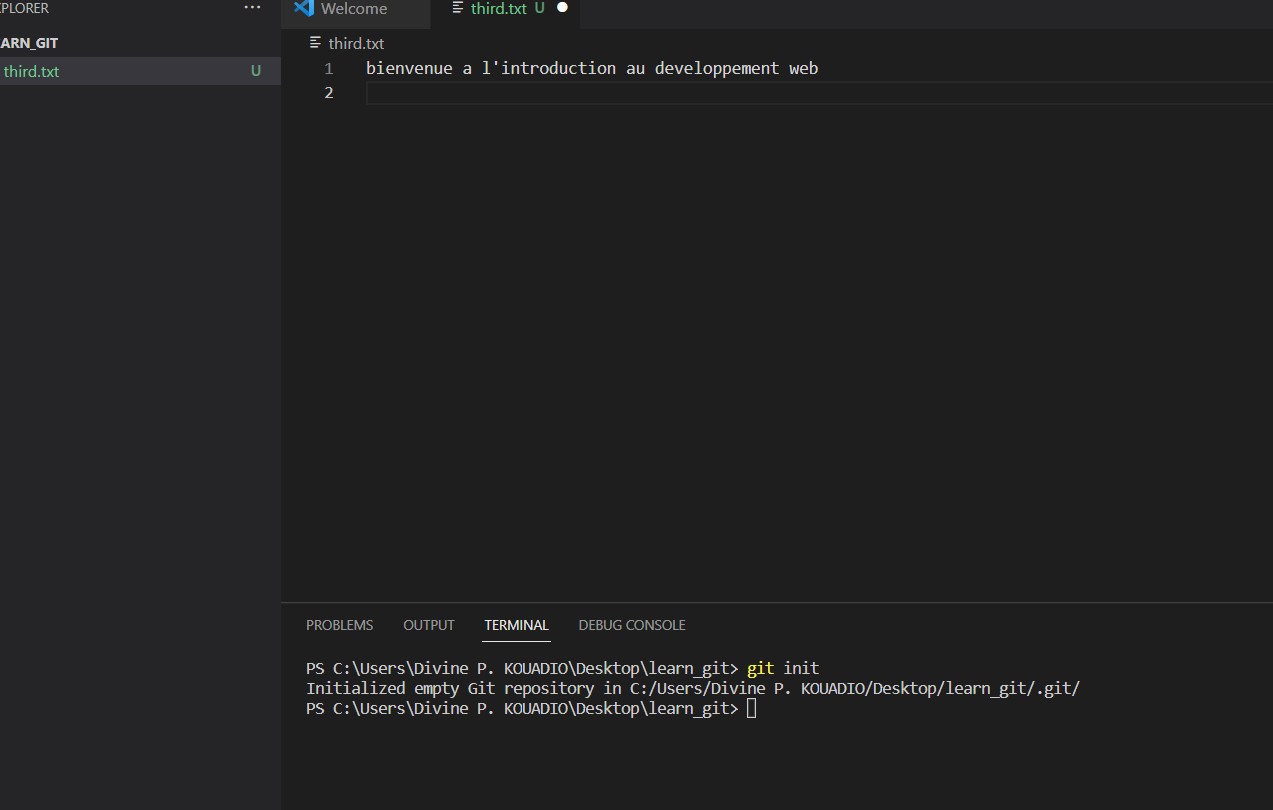 PLORER ...
Welcome
third.txt U
ARN_GIT
third.txt U
third.txt
1 bienvenue a l'introduction au developpement web
2
PROBLEMS OUTPUT TERMINAL DEBUG CONSOLE
PS C:\Users\Divine P. KOUADIO\Desktop\learn_git> git init
Initialized empty Git repository in C:/Users/Divine P. KOUADIO/Desktop/learn_git/.git/
PS C:\Users\Divine P. KOUADIO\Desktop\learn_git>